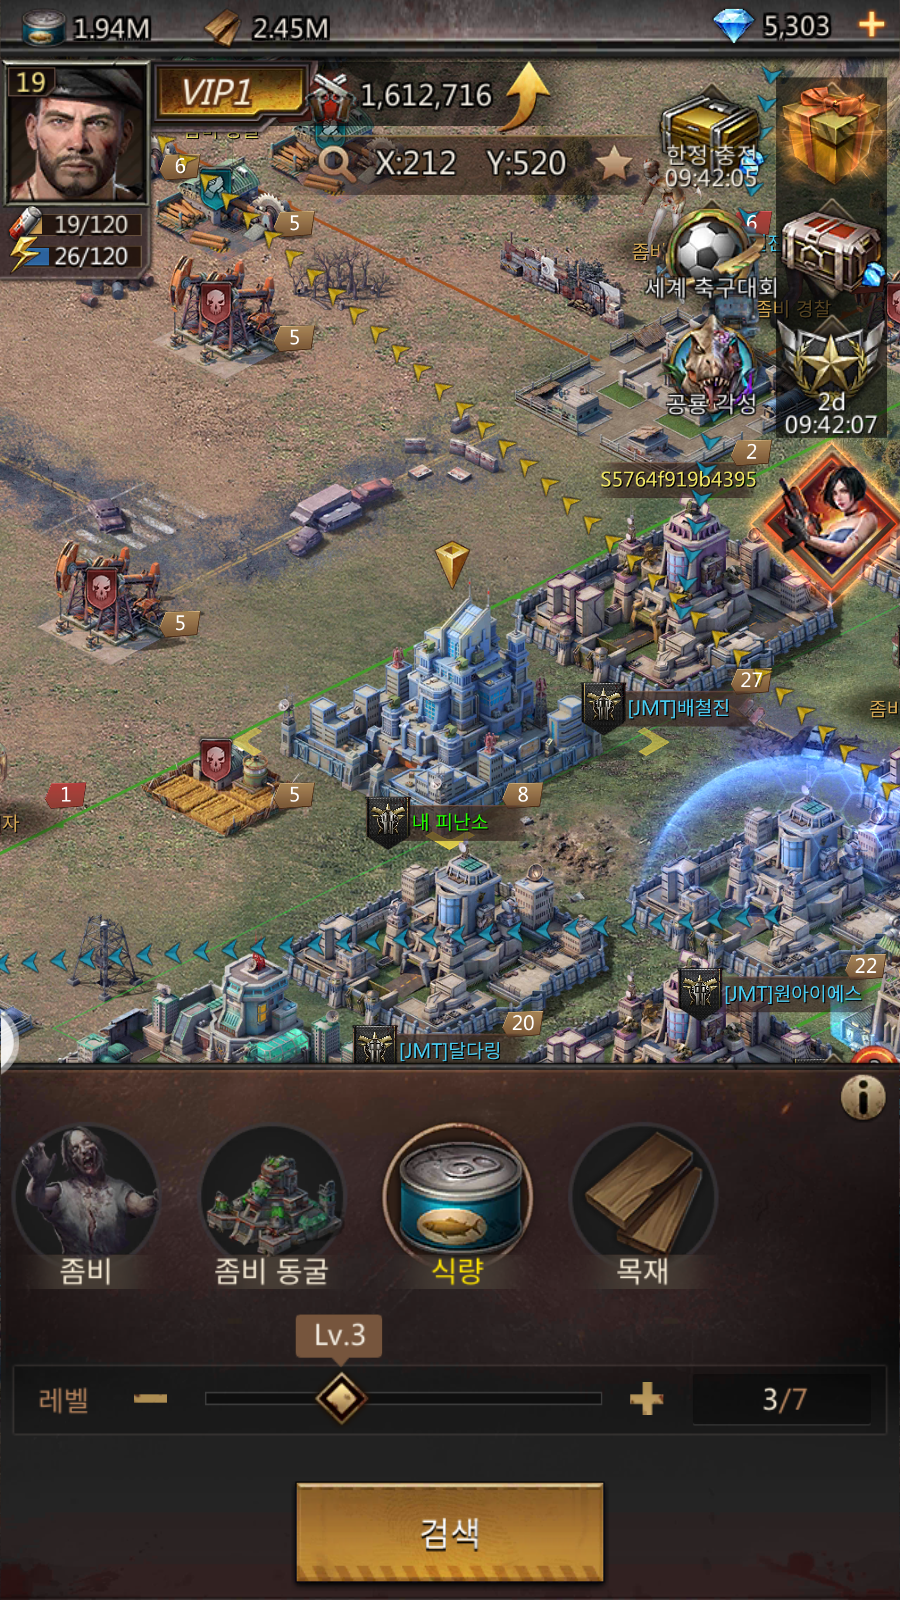 1.94M
2.45M
5,303
19
VIP1
1,612,716
X:212 Y:520
19/120
26/120
한정 충전
09:42:05
세계 축구대회
공룡 각성
좀비 경찰
2d
09:42:07
6
5
6
5
2
S5764f919b4395
5
27
[JMT]배철진
좀비
1
5
8
내 피난소
자
22
[JMT]원아이에스
20
[JMT]달다링
좀비
좀비 동굴
식량
목재
Lv.3
레벨
3/7
검색